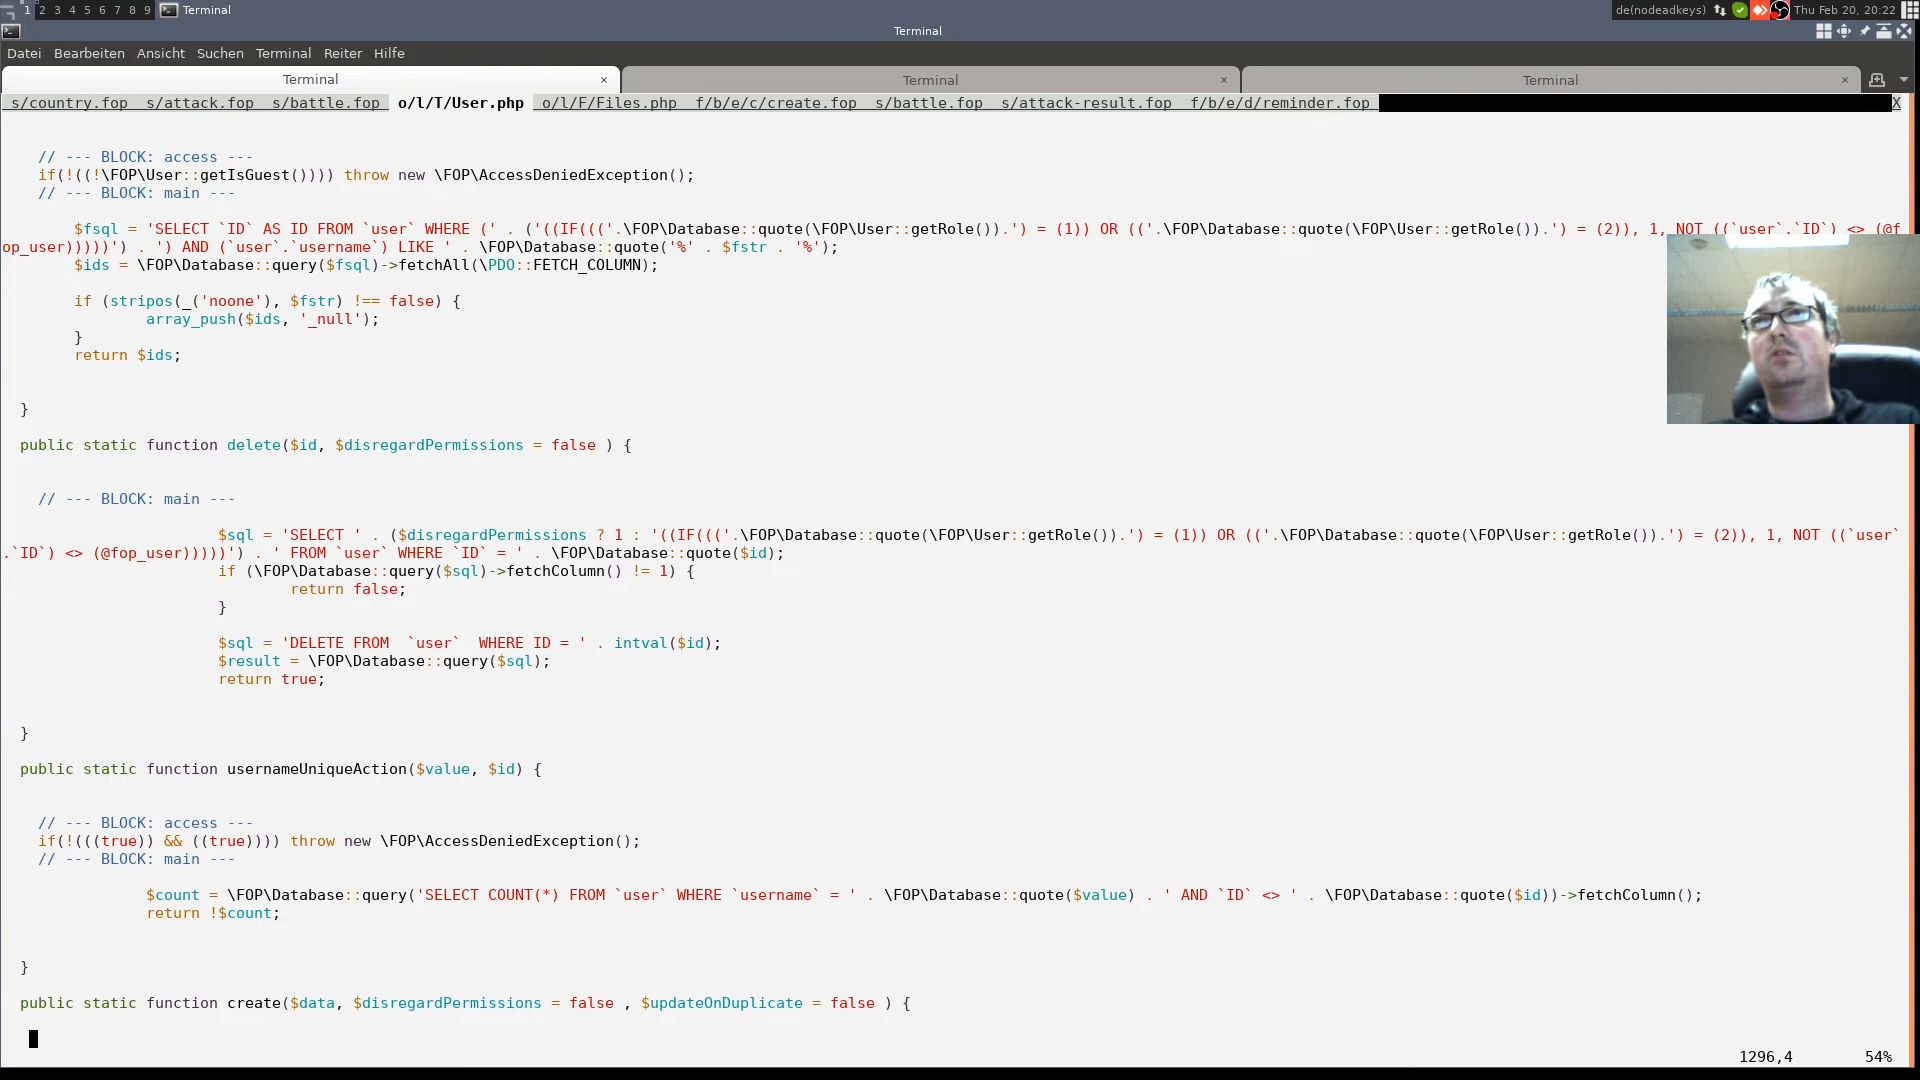 1 2 3 4 5 6 7 8 9 Terminal de(nodeadkeys) Thu Feb 20, 20:22
Terminal
Datei Bearbeiten Ansicht Suchen Terminal Reiter Hilfe
Terminal × Terminal × Terminal ×
s/country.fop s/attack.fop s/battle.fop o/l/T/User.php o/l/F/Files.php f/b/e/c/create.fop s/battle.fop s/attack-result.fop f/b/e/d/reminder.fop X
// --- BLOCK: access ---
if(!((!\FOP\User::getIsGuest()))) throw new \FOP\AccessDeniedException();
// --- BLOCK: main ---
$fsql = 'SELECT `ID` AS ID FROM `user` WHERE (' . ('((IF((('.\FOP\Database::quote(\FOP\User::getRole()).') = (1)) OR (('.\FOP\Database::quote(\FOP\User::getRole()).') = (2)), 1, NOT ((`user`.`ID`) <> (@f
op_user)))))') . ') AND (`user`.`username`) LIKE ' . \FOP\Database::quote('%' . $fstr . '%');
$ids = \FOP\Database::query($fsql)->fetchAll(\PDO::FETCH_COLUMN);
if (stripos(_('noone'), $fstr) !== false) {
array_push($ids, '_null');
}
return $ids;
}
public static function delete($id, $disregardPermissions = false ) {
// --- BLOCK: main ---
$sql = 'SELECT ' . ($disregardPermissions ? 1 : '((IF((('.\FOP\Database::quote(\FOP\User::getRole()).') = (1)) OR (('.\FOP\Database::quote(\FOP\User::getRole()).') = (2)), 1, NOT ((`user`
.`ID`) <> (@fop_user)))))') . ' FROM `user` WHERE `ID` = ' . \FOP\Database::quote($id);
if (\FOP\Database::query($sql)->fetchColumn() != 1) {
return false;
}
$sql = 'DELETE FROM  `user`  WHERE ID = ' . intval($id);
$result = \FOP\Database::query($sql);
return true;
}
public static function usernameUniqueAction($value, $id) {
// --- BLOCK: access ---
if(!(((true)) && ((true)))) throw new \FOP\AccessDeniedException();
// --- BLOCK: main ---
$count = \FOP\Database::query('SELECT COUNT(*) FROM `user` WHERE `username` = ' . \FOP\Database::quote($value) . ' AND `ID` <> ' . \FOP\Database::quote($id))->fetchColumn();
return !$count;
}
public static function create($data, $disregardPermissions = false , $updateOnDuplicate = false ) {
1296,4 54%